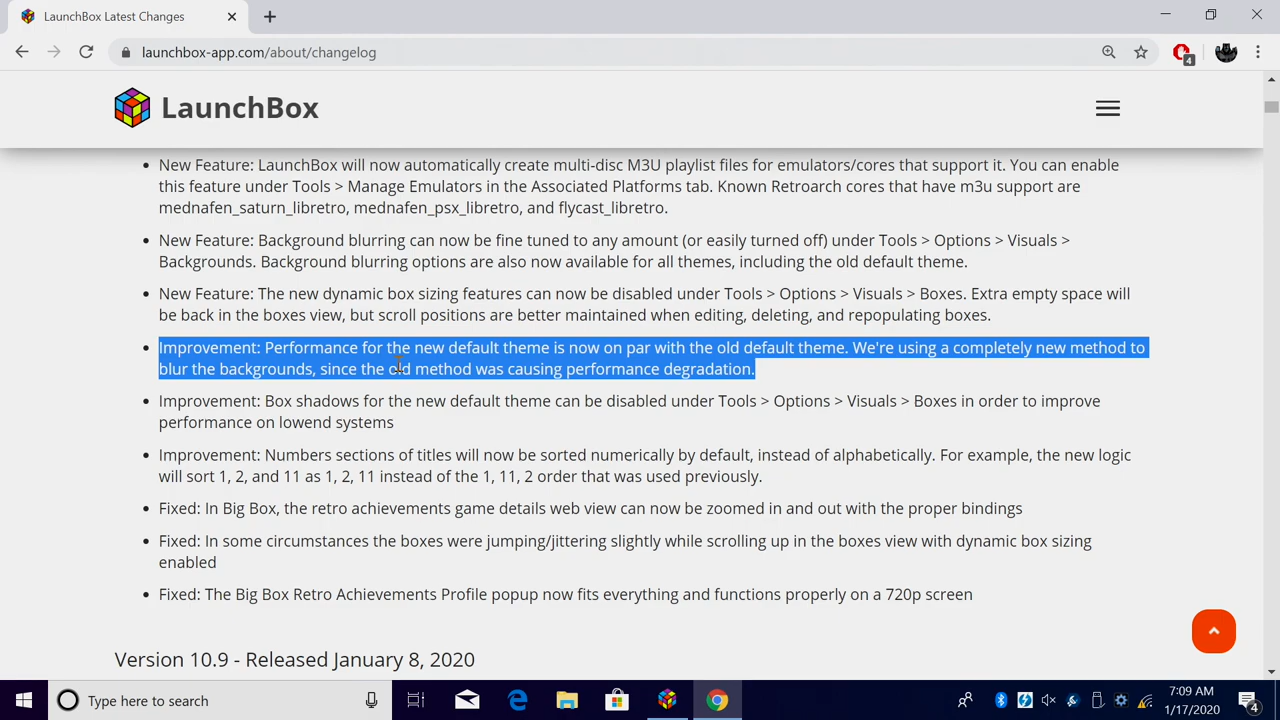 LaunchBox Latest Changes
launchbox-app.com/about/changelog
4
LaunchBox
New Feature: LaunchBox will now automatically create multi-disc M3U playlist files for emulators/cores that support it. You can enable
this feature under Tools > Manage Emulators in the Associated Platforms tab. Known Retroarch cores that have m3u support are
mednafen_saturn_libretro, mednafen_psx_libretro, and flycast_libretro.
New Feature: Background blurring can now be fine tuned to any amount (or easily turned off) under Tools > Options > Visuals >
Backgrounds. Background blurring options are also now available for all themes, including the old default theme.
New Feature: The new dynamic box sizing features can now be disabled under Tools > Options > Visuals > Boxes. Extra empty space will
be back in the boxes view, but scroll positions are better maintained when editing, deleting, and repopulating boxes.
Improvement: Performance for the new default theme is now on par with the old default theme. We're using a completely new method to
blur the backgrounds, since the old method was causing performance degradation.
Improvement: Box shadows for the new default theme can be disabled under Tools > Options > Visuals > Boxes in order to improve
performance on lowend systems
Improvement: Numbers sections of titles will now be sorted numerically by default, instead of alphabetically. For example, the new logic
will sort 1, 2, and 11 as 1, 2, 11 instead of the 1, 11, 2 order that was used previously.
Fixed: In Big Box, the retro achievements game details web view can now be zoomed in and out with the proper bindings
Fixed: In some circumstances the boxes were jumping/jittering slightly while scrolling up in the boxes view with dynamic box sizing
enabled
Fixed: The Big Box Retro Achievements Profile popup now fits everything and functions properly on a 720p screen
Version 10.9 - Released January 8, 2020
Type here to search
7:09 AM
1/17/2020
4